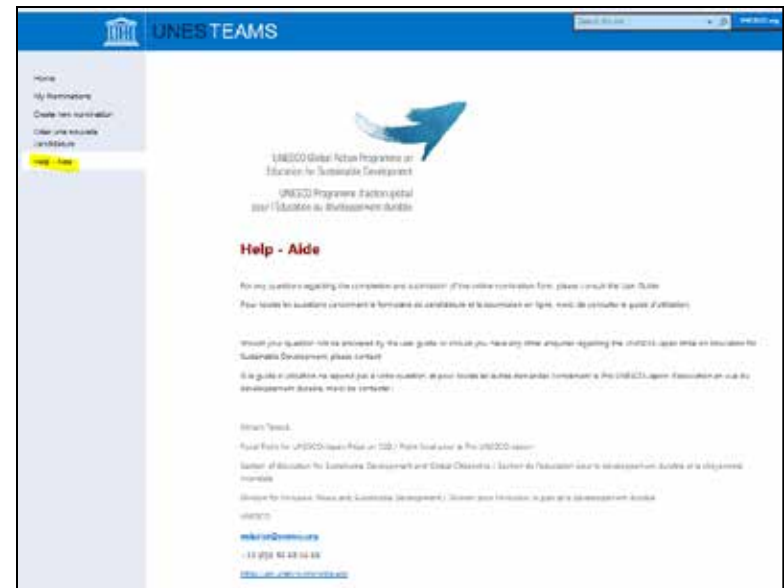 UNESTEAMS
UNESCO.org
Home
My Nominations
Create new nomination
Créer une nouvelle
candidature
Help - Aide
UNESCO Global Action Programme on
Education for Sustainable Development
UNESCO Programme d'action global
pour l'Éducation au développement durable
Help - Aide
For any questions regarding the completion and submission of the online nomination form, please consult the User Guide.
Pour toutes les questions concernant le formulaire de candidature et la soumission en ligne, merci de consulter le guide d'utilisation.
Should your question not be answered by the user guide or should you have any other enquiries regarding the UNESCO-Japan Prize on Education for
Sustainable Development, please contact
Si le guide d'utilisation ne répond pas à votre question, et pour toutes les autres demandes concernant le Prix UNESCO-Japon d'éducation en vue du
développement durable, merci de contacter :
Focal Point for UNESCO-Japan Prize on ESD / Point focal pour le Prix UNESCO-Japon
Section of Education for Sustainable Development and Global Citizenship / Section de l'éducation pour le développement durable et la citoyenneté
mondiale
Division for Inclusion, Peace and Sustainable Development / Division pour l'inclusion, la paix et le développement durable
UNESCO